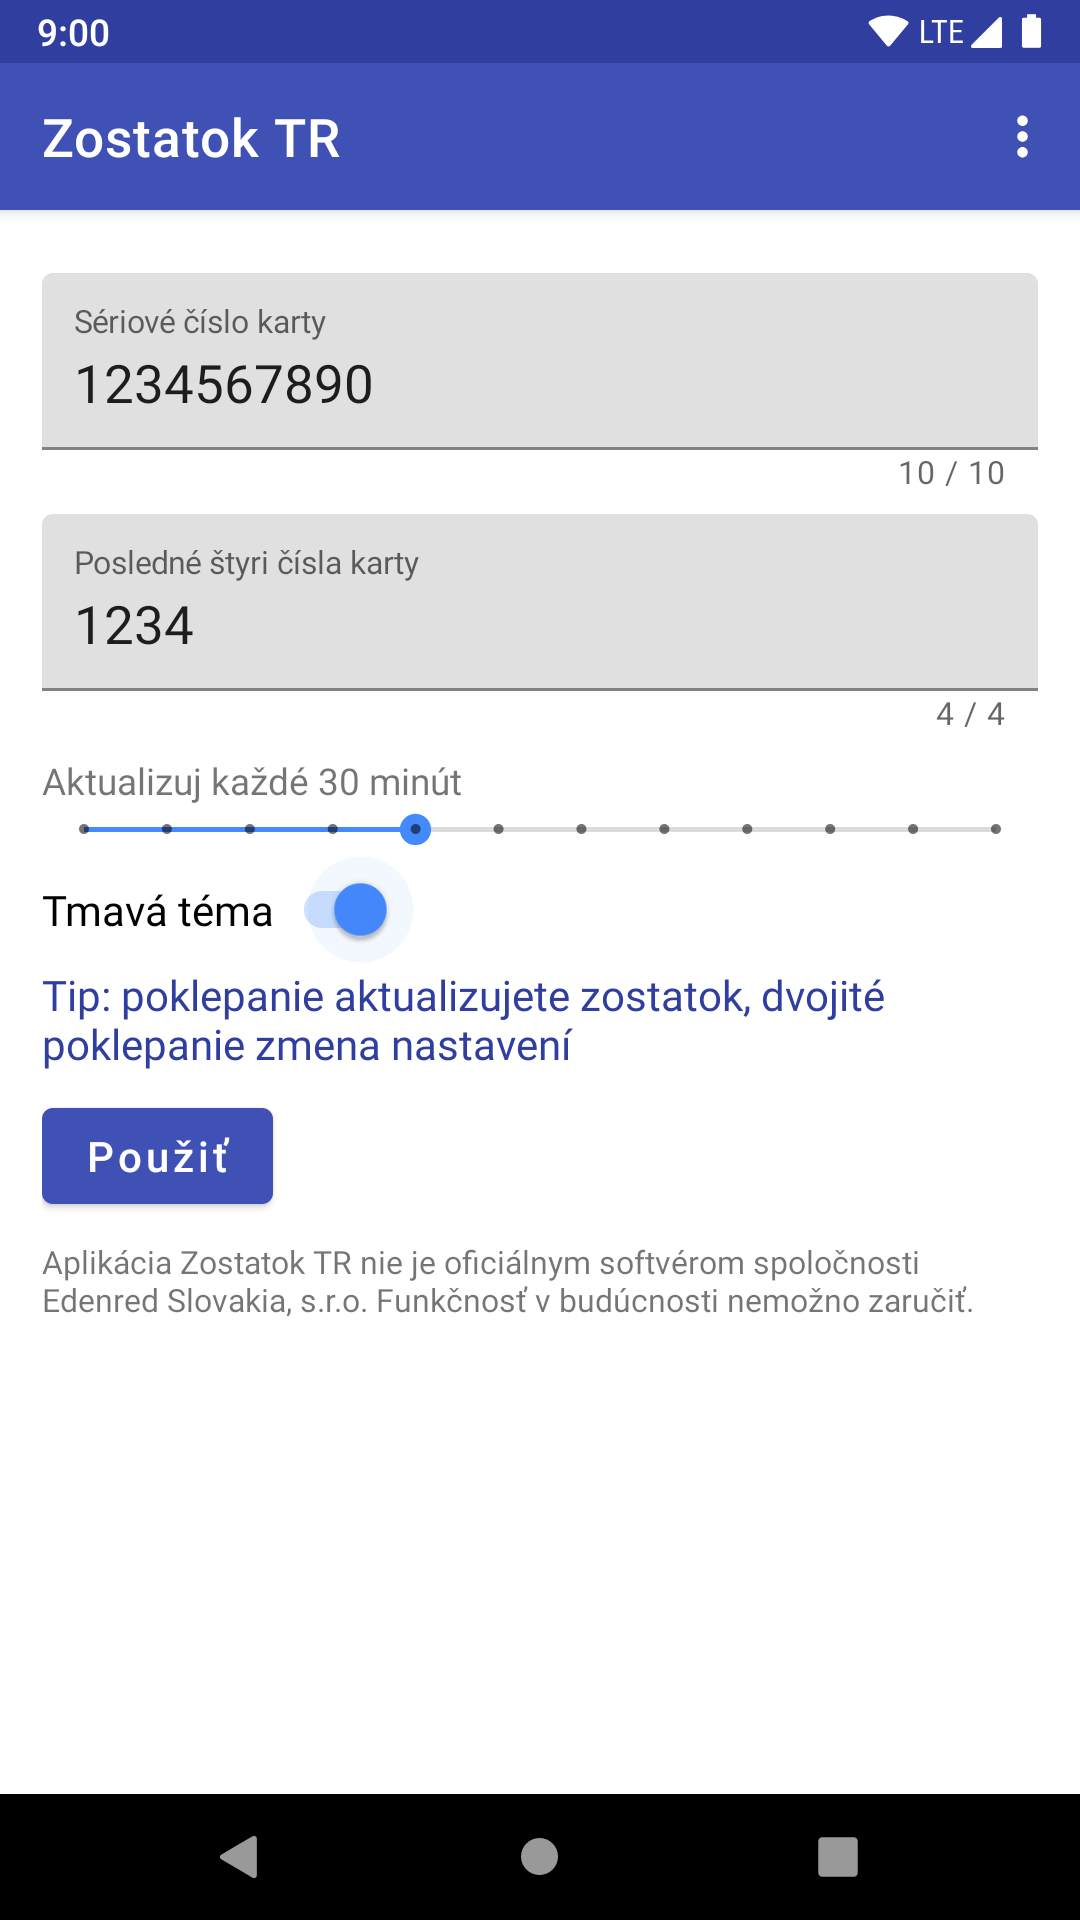 9:00
LTE
Zostatok TR
Sériové číslo karty
1234567890
10 / 10
Posledné štyri čísla karty
1234
4 / 4
Aktualizuj každé 30 minút
Tmavá téma
Tip: poklepanie aktualizujete zostatok, dvojité
poklepanie zmena nastavení
Použiť
Aplikácia Zostatok TR nie je oficiálnym softvérom spoločnosti
Edenred Slovakia, s.r.o. Funkčnosť v budúcnosti nemožno zaručiť.